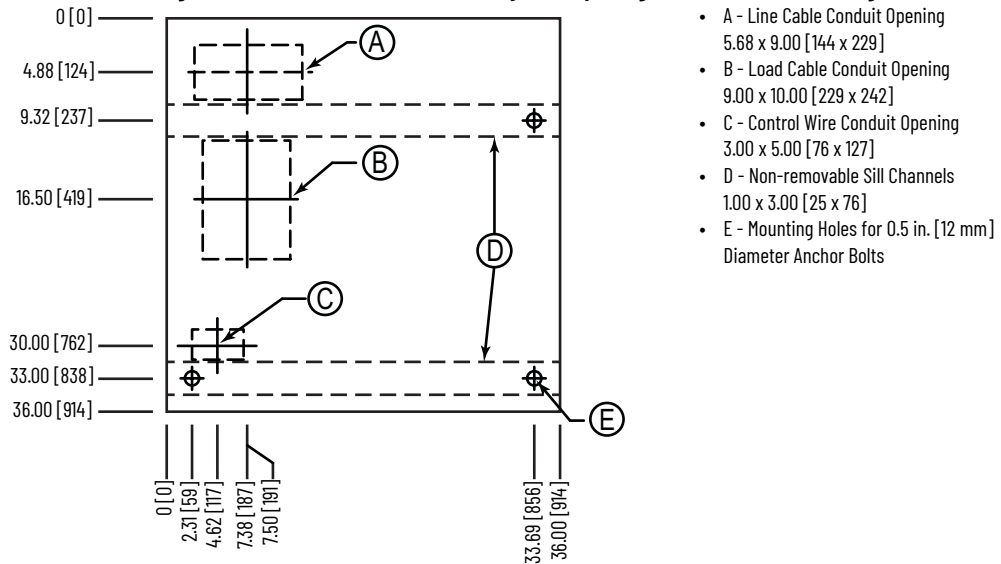 0 [0]
4.88 [124]
9.32 [237]
16.50 [419]
30.00 [762]
33.00 [838]
36.00 [914]
A
B
D
C
E
0 [0]
2.31 [59]
4.62 [117]
7.38 [187]
7.50 [191]
33.69 [856]
36.00 [914]
• A - Line Cable Conduit Opening
5.68 x 9.00 [144 x 229]
• B - Load Cable Conduit Opening
9.00 x 10.00 [229 x 242]
• C - Control Wire Conduit Opening
3.00 x 5.00 [76 x 127]
• D - Non-removable Sill Channels
1.00 x 3.00 [25 x 76]
• E - Mounting Holes for 0.5 in. [12 mm]
Diameter Anchor Bolts